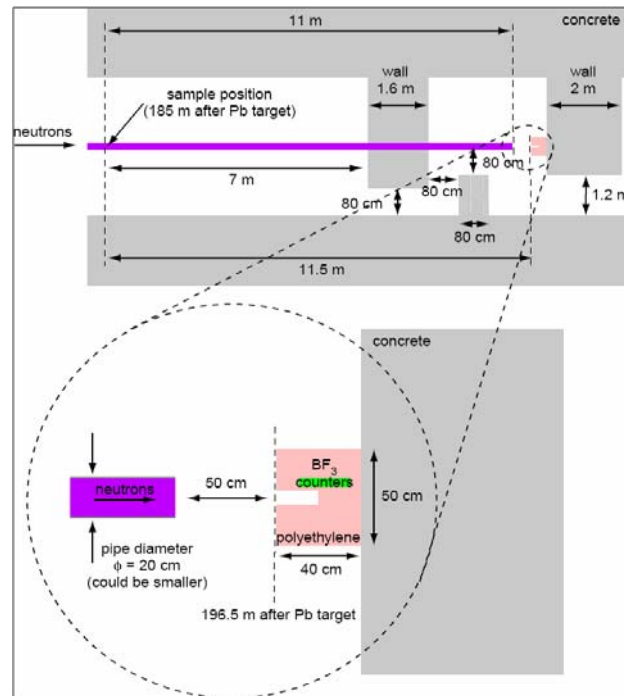 11 m
concrete
wall
1.6 m
wall
2 m
sample position
(185 m after Pb target)
neutrons
7 m
80 cm
80 cm
80 cm
1.2 m
80 cm
11.5 m
concrete
BF3
counters
neutrons
50 cm
50 cm
polyethylene
pipe diameter
ϕ = 20 cm
(could be smaller)
40 cm
196.5 m after Pb target